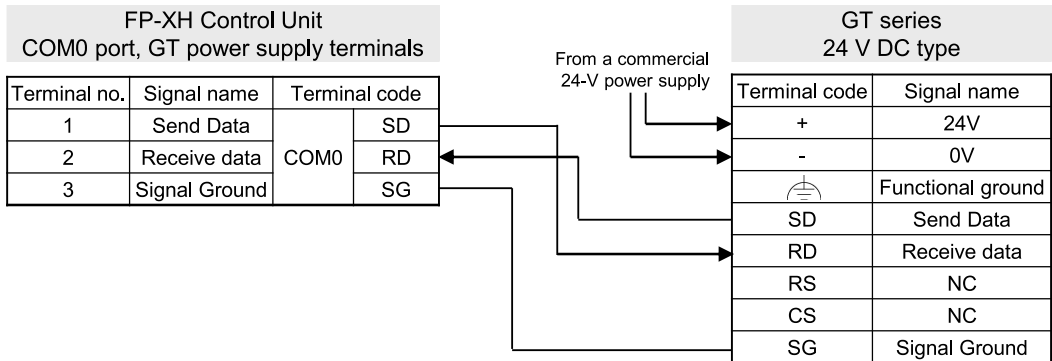 FP-XH Control Unit
COM0 port, GT power supply terminals
Terminal no. Signal name Terminal code
1 Send Data COM0 SD
2 Receive data RD
3 Signal Ground SG
From a commercial
24-V power supply
GT series
24 V DC type
Terminal code Signal name
+ 24V
- 0V
Functional ground
SD Send Data
RD Receive data
RS NC
CS NC
SG Signal Ground